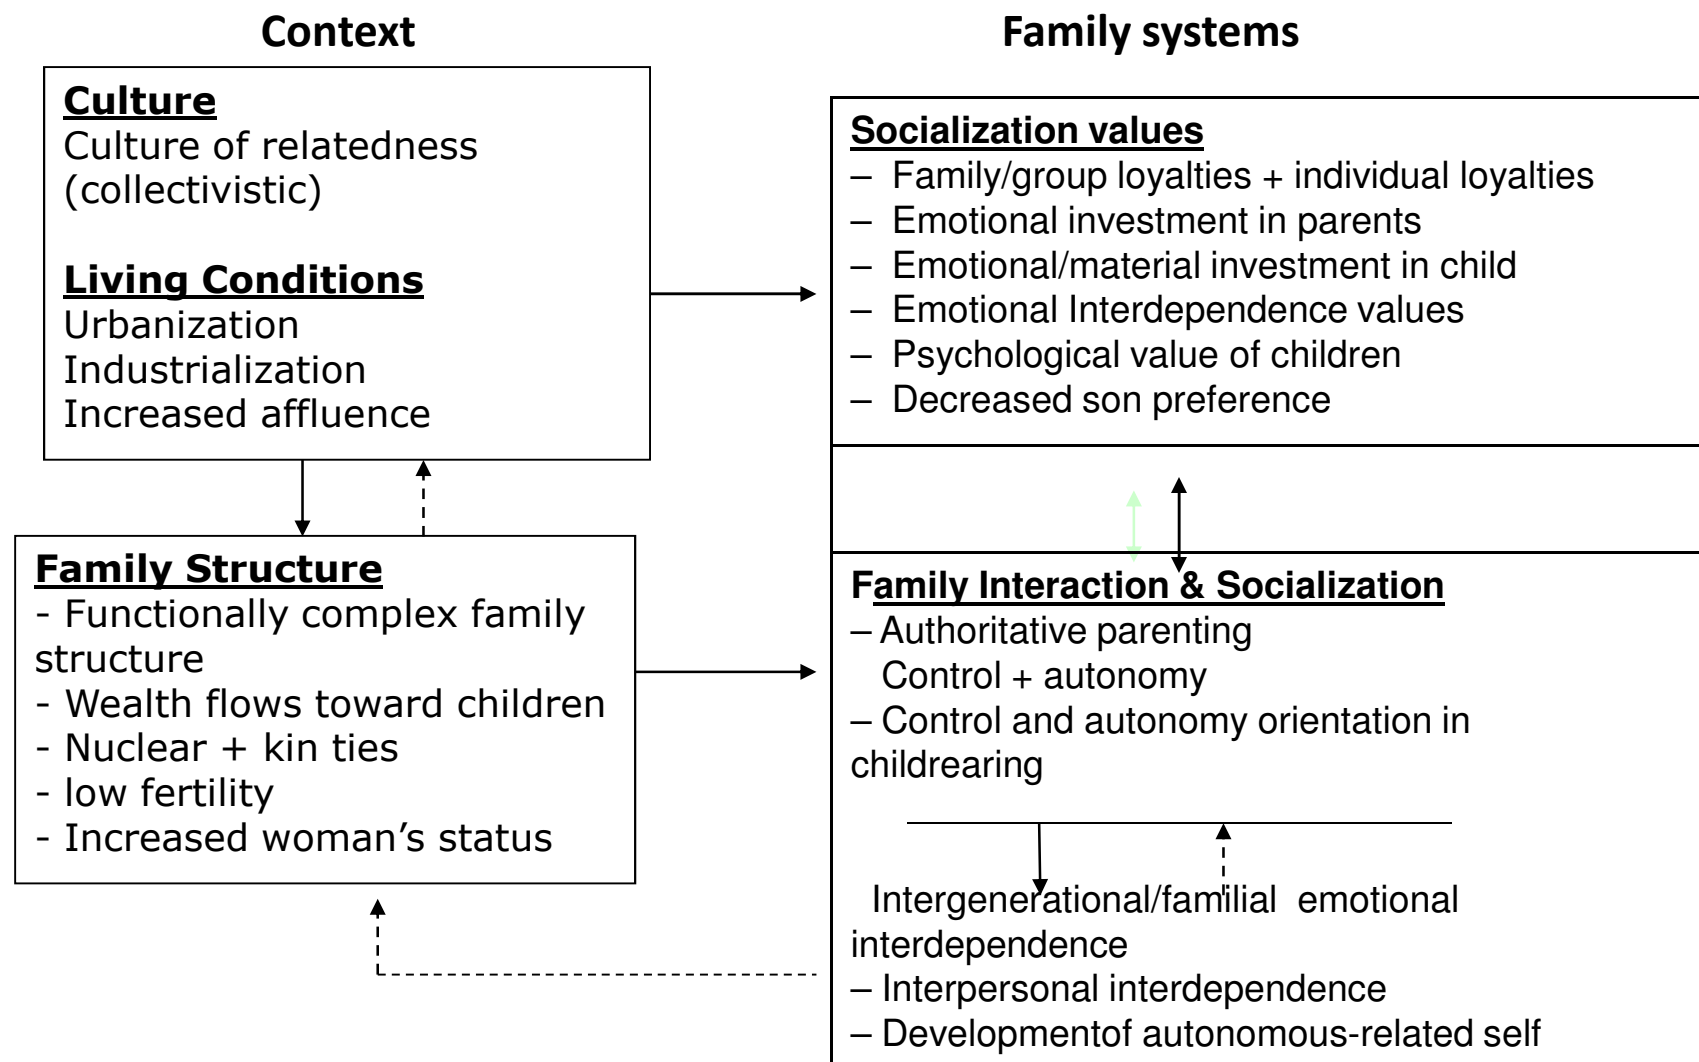 Context
Culture
Culture of relatedness
(collectivistic)
Living Conditions
Urbanization
Industrialization
Increased affluence
Family Structure
- Functionally complex family
structure
- Wealth flows toward children
- Nuclear + kin ties
- low fertility
- Increased woman’s status
Family systems
Socialization values
– Family/group loyalties + individual loyalties
– Emotional investment in parents
– Emotional/material investment in child
– Emotional Interdependence values
– Psychological value of children
– Decreased son preference
Family Interaction & Socialization
– Authoritative parenting
Control + autonomy
– Control and autonomy orientation in
childrearing
Intergenerational/familial emotional
interdependence
– Interpersonal interdependence
– Developmentof autonomous-related self